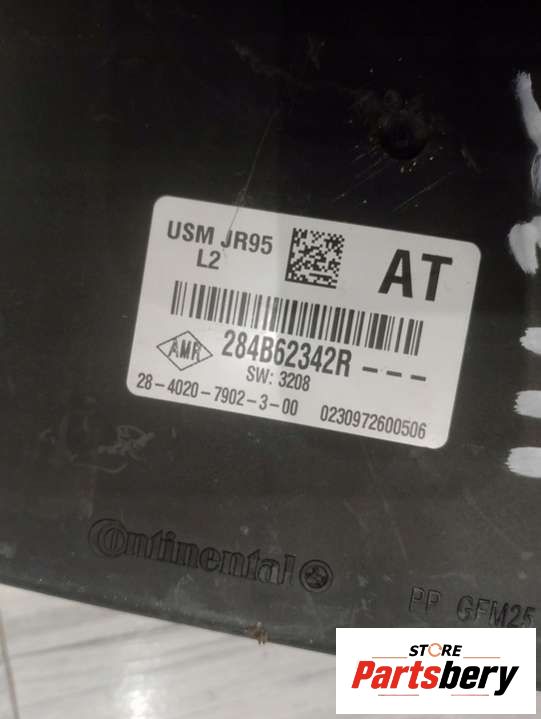 USM JR95
L2
AT
AMR
284B62342R---
SW: 3208
28-4020-7902-3-00 0230972600506
Continental
PP GFM25
STORE
Partsbery